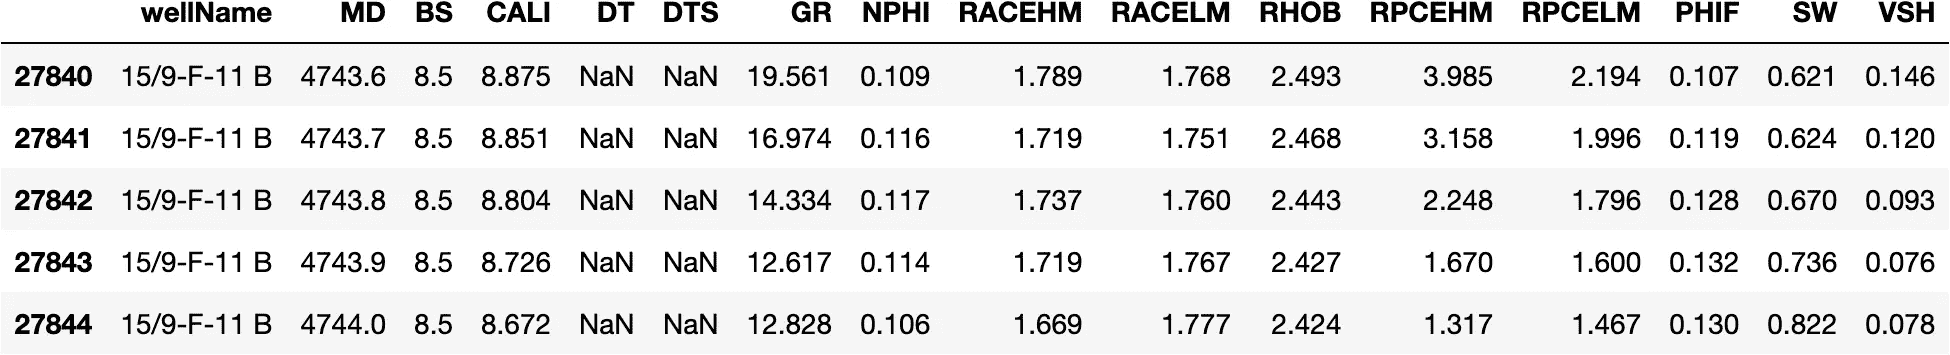 wellName MD BS CALI DT DTS GR NPHI RACEHM RACELM RHOB RPCEHM RPCELM PHIF SW VSH
27840 15/9-F-11 B 4743.6 8.5 8.875 NaN NaN 19.561 0.109 1.789 1.768 2.493 3.985 2.194 0.107 0.621 0.146
27841 15/9-F-11 B 4743.7 8.5 8.851 NaN NaN 16.974 0.116 1.719 1.751 2.468 3.158 1.996 0.119 0.624 0.120
27842 15/9-F-11 B 4743.8 8.5 8.804 NaN NaN 14.334 0.117 1.737 1.760 2.443 2.248 1.796 0.128 0.670 0.093
27843 15/9-F-11 B 4743.9 8.5 8.726 NaN NaN 12.617 0.114 1.719 1.767 2.427 1.670 1.600 0.132 0.736 0.076
27844 15/9-F-11 B 4744.0 8.5 8.672 NaN NaN 12.828 0.106 1.669 1.777 2.424 1.317 1.467 0.130 0.822 0.078